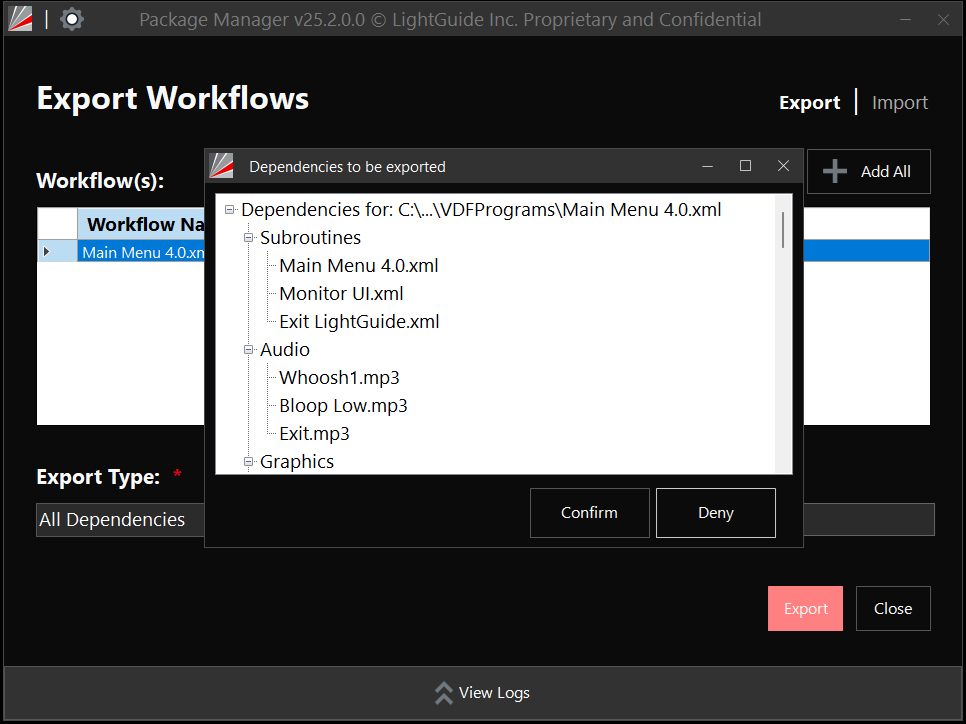 Package Manager v25.2.0.0 © LightGuide Inc. Proprietary and Confidential
Export Workflows
Export | Import
Workflow(s):
Add All
Workflow Na
Main Menu 4.0.xm
Dependencies to be exported
Dependencies for: C:\...\VDFPrograms\Main Menu 4.0.xml
Subroutines
Main Menu 4.0.xml
Monitor UI.xml
Exit LightGuide.xml
Audio
Whoosh1.mp3
Bloop Low.mp3
Exit.mp3
Graphics
Confirm
Deny
Export Type: *
All Dependencies
Export
Close
View Logs